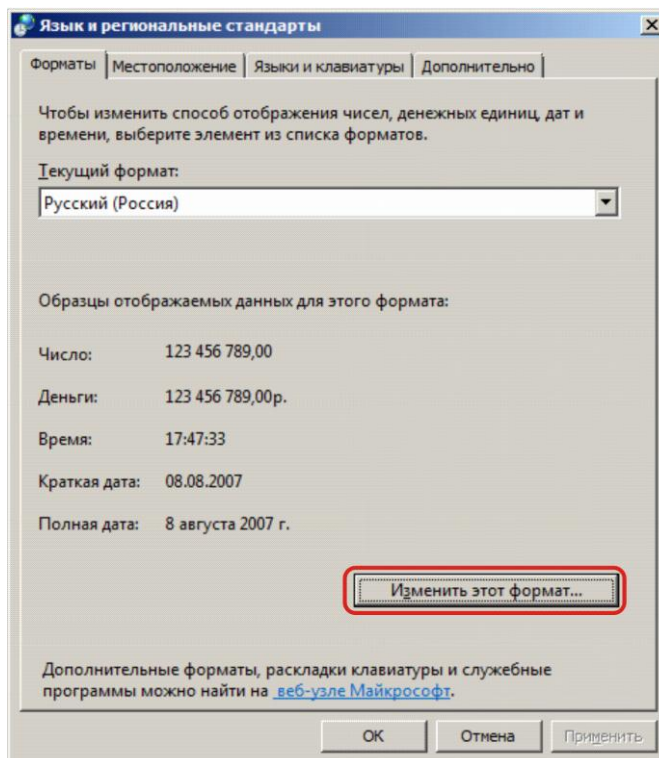 Язык и региональные стандарты
Форматы Местоположение Языки и клавиатуры Дополнительно
Чтобы изменить способ отображения чисел, денежных единиц, дат и
времени, выберите элемент из списка форматов.
Текущий формат:
Русский (Россия)
Образцы отображаемых данных для этого формата:
Число: 123 456 789,00
Деньги: 123 456 789,00р.
Время: 17:47:33
Краткая дата: 08.08.2007
Полная дата: 8 августа 2007 г.
Изменить этот формат...
Дополнительные форматы, раскладки клавиатуры и служебные
программы можно найти на веб-узле Майкрософт.
ОК Отмена Применить